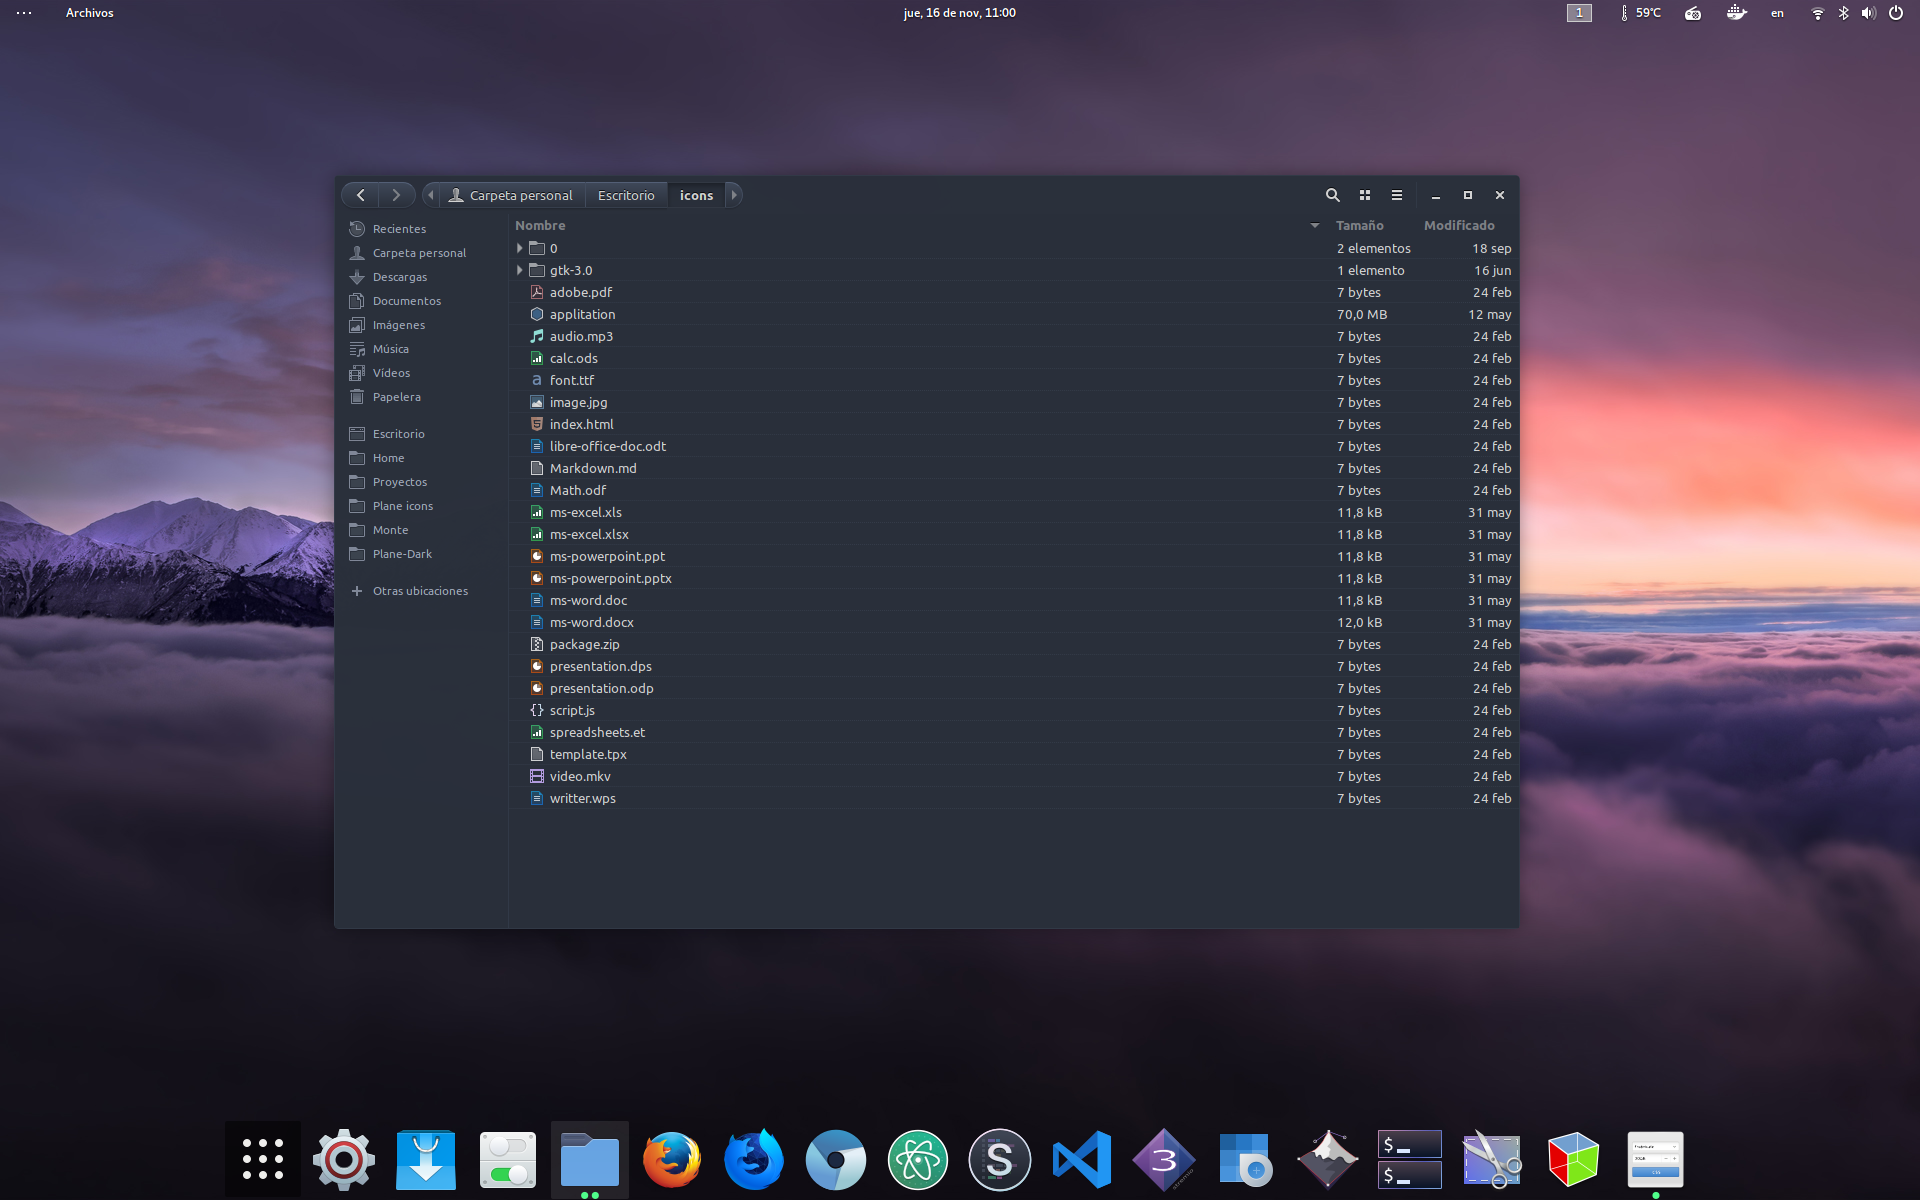 Archivos
jue, 16 de nov, 11:00
1
59℃
en
Carpeta personal
Escritorio
icons
Recientes
Carpeta personal
Descargas
Documentos
Imágenes
Música
Vídeos
Papelera
Escritorio
Home
Proyectos
Plane icons
Monte
Plane-Dark
Otras ubicaciones
Nombre Tamaño Modificado
0 2 elementos 18 sep
gtk-3.0 1 elemento 16 jun
adobe.pdf 7 bytes 24 feb
applitation 70,0 MB 12 may
audio.mp3 7 bytes 24 feb
calc.ods 7 bytes 24 feb
font.ttf 7 bytes 24 feb
image.jpg 7 bytes 24 feb
index.html 7 bytes 24 feb
libre-office-doc.odt 7 bytes 24 feb
Markdown.md 7 bytes 24 feb
Math.odf 7 bytes 24 feb
ms-excel.xls 11,8 kB 31 may
ms-excel.xlsx 11,8 kB 31 may
ms-powerpoint.ppt 11,8 kB 31 may
ms-powerpoint.pptx 11,8 kB 31 may
ms-word.doc 11,8 kB 31 may
ms-word.docx 12,0 kB 31 may
package.zip 7 bytes 24 feb
presentation.dps 7 bytes 24 feb
presentation.odp 7 bytes 24 feb
script.js 7 bytes 24 feb
spreadsheets.et 7 bytes 24 feb
template.tpx 7 bytes 24 feb
video.mkv 7 bytes 24 feb
writter.wps 7 bytes 24 feb
S
3
$
$